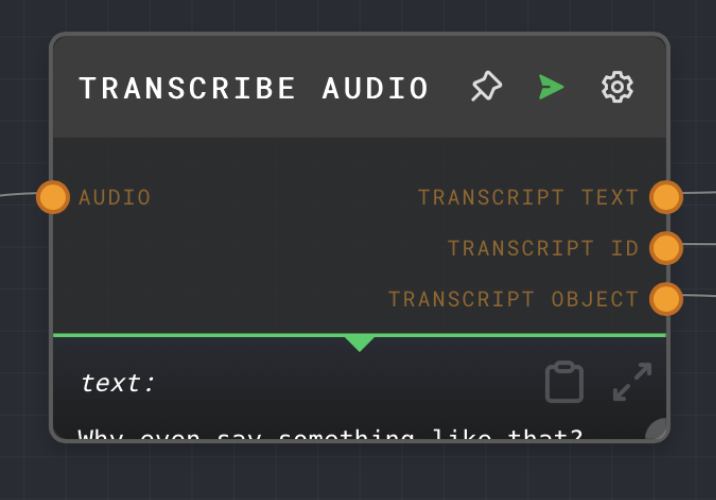 TRANSCRIBE AUDIO
AUDIO
TRANSCRIPT TEXT
TRANSCRIPT ID
TRANSCRIPT OBJECT
text:
Why even say something like that?